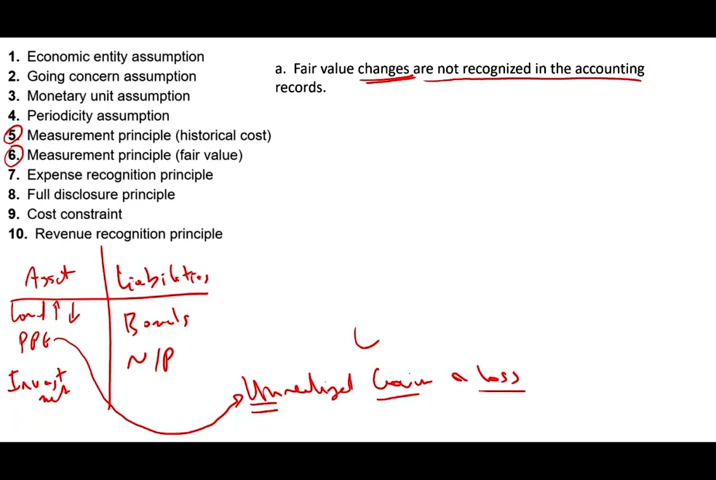 1. Economic entity assumption
2. Going concern assumption
3. Monetary unit assumption
4. Periodicity assumption
5. Measurement principle (historical cost)
6. Measurement principle (fair value)
7. Expense recognition principle
8. Full disclosure principle
9. Cost constraint
10. Revenue recognition principle
a. Fair value changes are not recognized in the accounting
records.
Asset
Land ↑ ↓
PPE
Liabilities
Bonds
N/P
Unrealized Gain loss